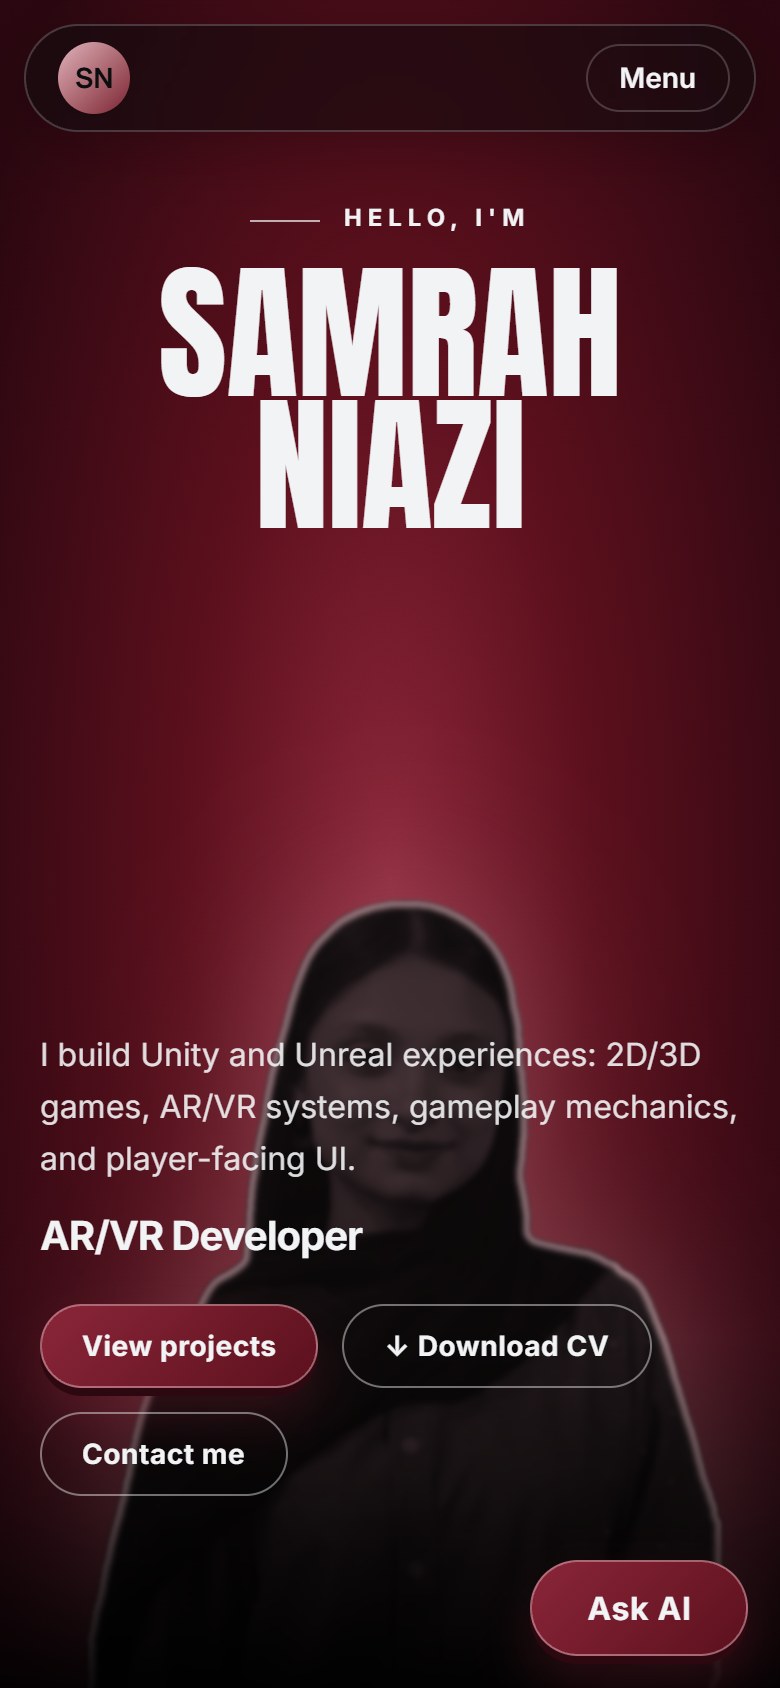 SN
Menu
HELLO, I'M
SAMRAH
NIAZI
I build Unity and Unreal experiences: 2D/3D
games, AR/VR systems, gameplay mechanics,
and player-facing UI.
AR/VR Developer
View projects
↓ Download CV
Contact me
Ask AI